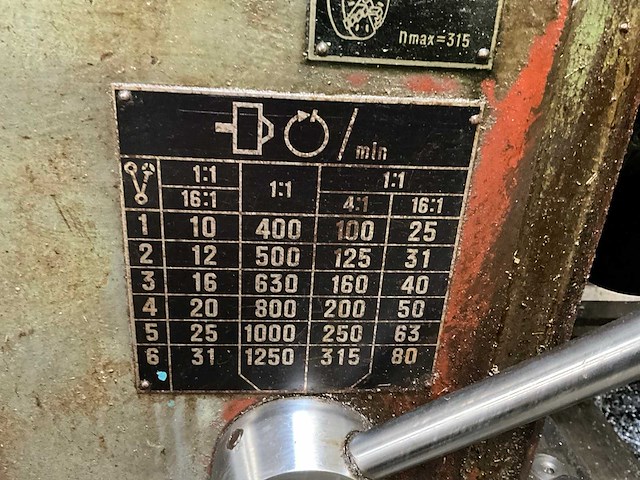 nmax=315
/min
1:1 1:1 1:1
16:1 4:1 16:1
1 10 400 100 25
2 12 500 125 31
3 16 630 160 40
4 20 800 200 50
5 25 1000 250 63
6 31 1250 315 80